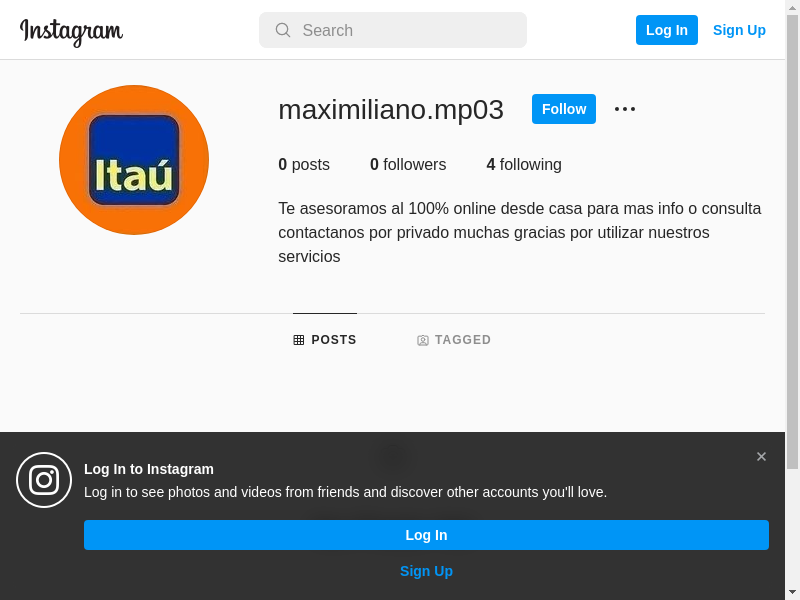 Instagram
Search
Log In
Sign Up
Itaú
maximiliano.mp03
Follow
0 posts
0 followers
4 following
Te asesoramos al 100% online desde casa para mas info o consulta
contactanos por privado muchas gracias por utilizar nuestros
servicios
POSTS
TAGGED
Log In to Instagram
Log in to see photos and videos from friends and discover other accounts you'll love.
Log In
Sign Up